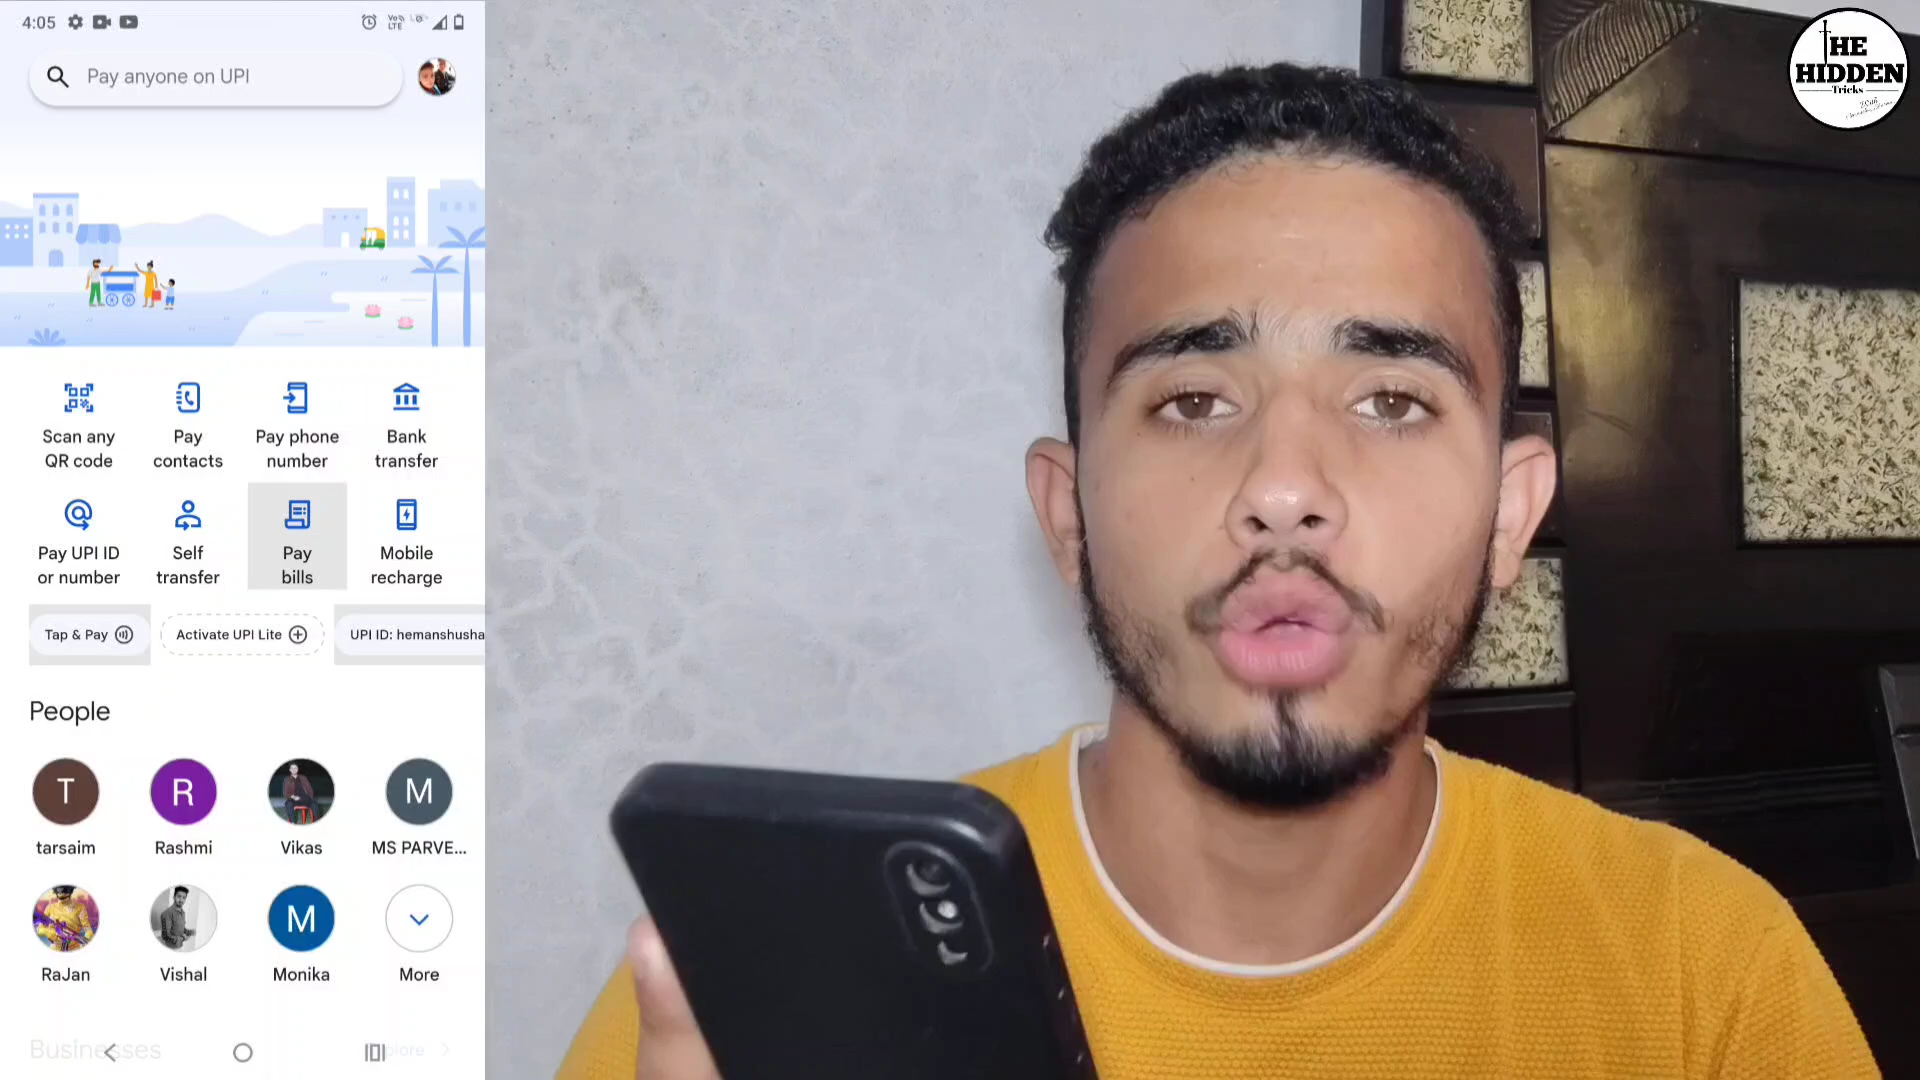 4:05
Pay anyone on UPI
THE
HIDDEN
Tricks
Scan any
QR code
Pay
contacts
Pay phone
number
Bank
transfer
Pay UPI ID
or number
Self
transfer
Pay
bills
Mobile
recharge
Tap & Pay
Activate UPI Lite
UPI ID: hemanshusha
People
T
R
M
tarsaim
Rashmi
Vikas
MS PARVE...
M
RaJan
Vishal
Monika
More
Businesses